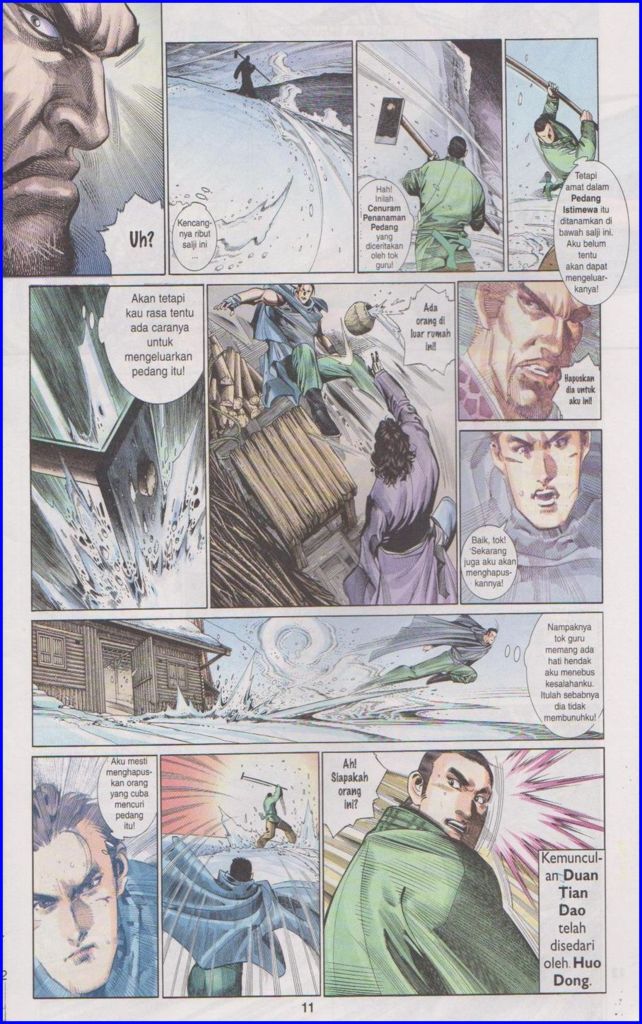 Uh?
Kencang-
nya ribut
salji ini
...
Hah!
Inilah
Cenuram
Penanaman
Pedang
yang
diceritakan
oleh tok
guru!
Tetapi
amat dalam
Pedang
Istimewa itu
ditanamkan di
bawah salji ini.
Aku belum
tentu
akan dapat
mengeluar-
kanya!
Akan tetapi
kau rasa tentu
ada caranya
untuk
mengeluarkan
pedang itu!
Ada
orang di
luar rumah
ini!
Hapuskan
dia untuk
aku ini!
Baik, tok!
Sekarang
juga aku akan
menghapus-
kannya!
Nampaknya
tok guru
memang ada
hati hendak
aku menebus
kesalahanku.
Itulah sebabnya
dia tidak
membunuhku!
Aku mesti
menghapus-
kan orang
yang cuba
mencuri
pedang
itu!
Ah!
Siapakah
orang
ini?
Kemuncul-
an Duan
Tian
Dao
telah
disedari
oleh Huo
Dong.
11